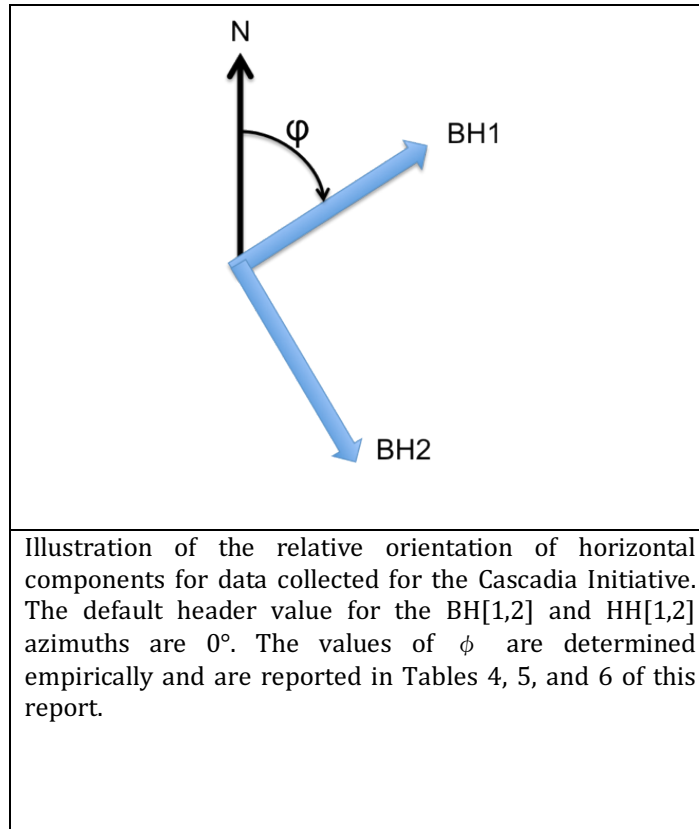 N
φ
BH1
BH2
Illustration of the relative orientation of horizontal
components for data collected for the Cascadia Initiative.
The default header value for the BH[1,2] and HH[1,2]
azimuths are 0°. The values of ϕ are determined
empirically and are reported in Tables 4, 5, and 6 of this
report.